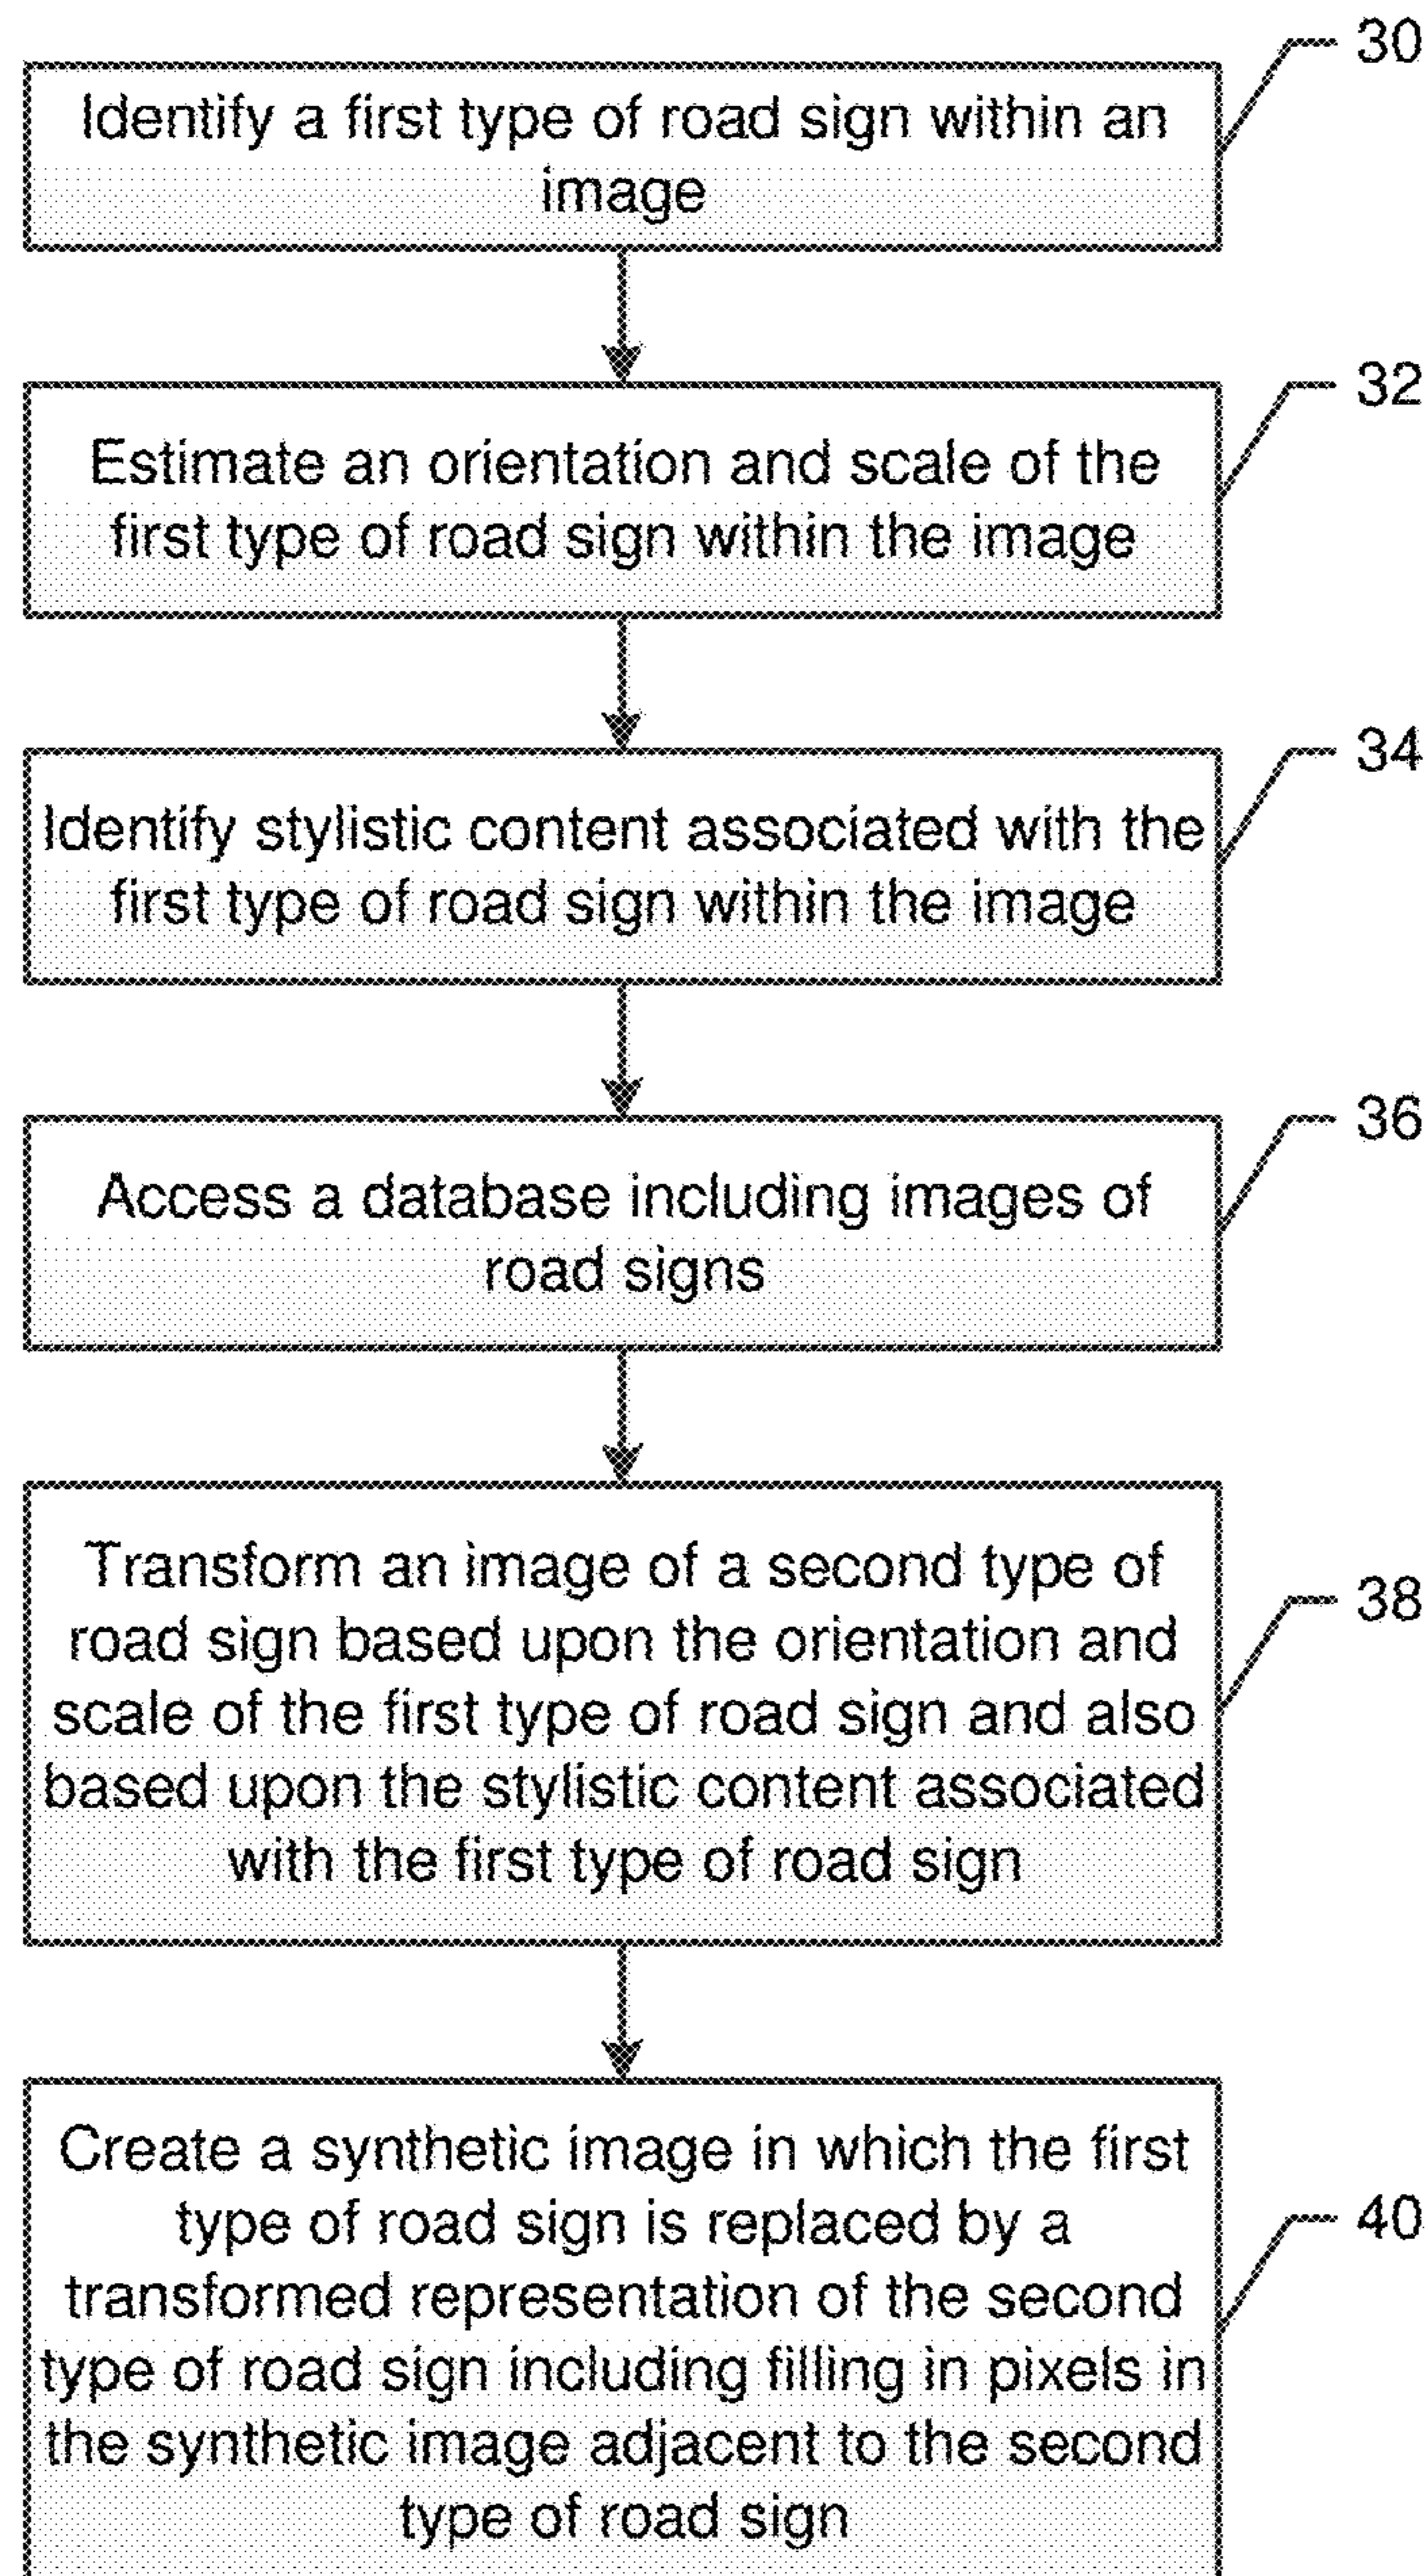 30
Identify a first type of road sign within an
image
32
Estimate an orientation and scale of the
first type of road sign within the image
34
Identify stylistic content associated with the
first type of road sign within the image
36
Access a database including images of
road signs
38
Transform an image of a second type of
road sign based upon the orientation and
scale of the first type of road sign and also
based upon the stylistic content associated
with the first type of road sign
40
Create a synthetic image in which the first
type of road sign is replaced by a
transformed representation of the second
type of road sign including filling in pixels in
the synthetic image adjacent to the second
type of road sign